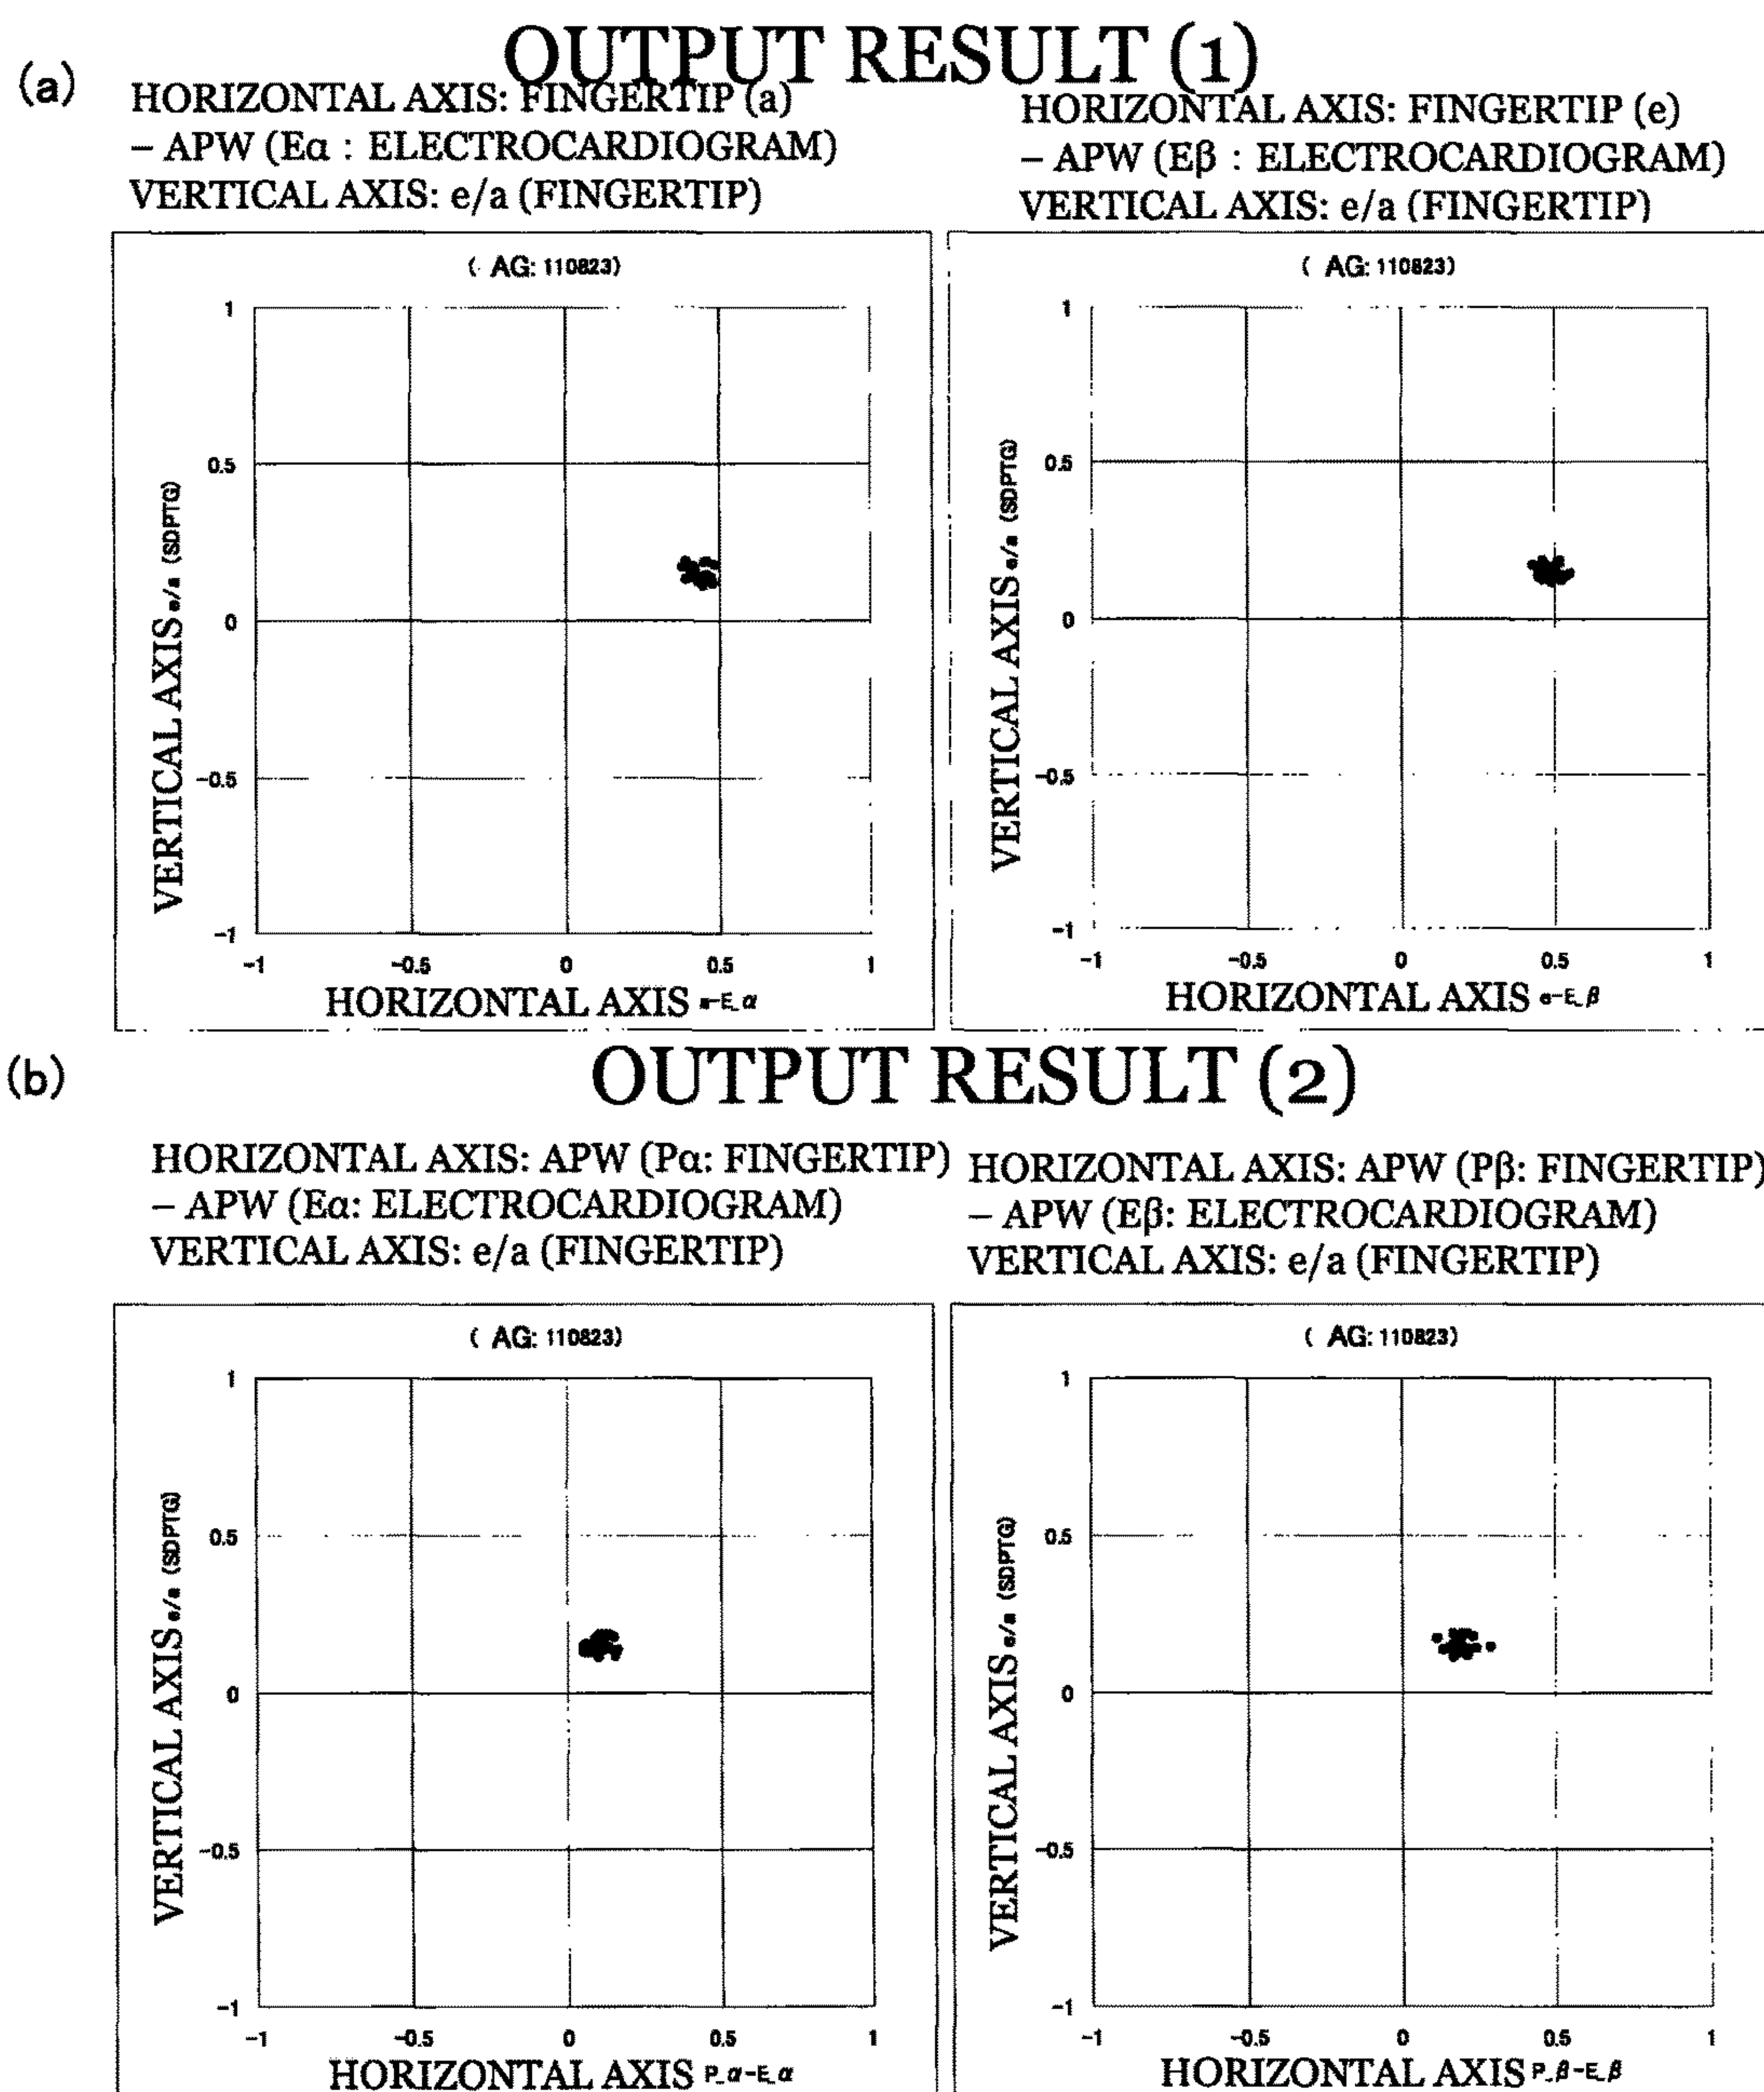 OUTPUT RESULT (1)
(a)
HORIZONTAL AXIS: FINGERTIP (a)
– APW (Eα : ELECTROCARDIOGRAM)
VERTICAL AXIS: e/a (FINGERTIP)
HORIZONTAL AXIS: FINGERTIP (e)
– APW (Eβ : ELECTROCARDIOGRAM)
VERTICAL AXIS: e/a (FINGERTIP)
( AG: 110823)
1
0.5
0
-0.5
-1
-1 -0.5 0 0.5 1
VERTICAL AXIS e/a (SDPTG)
HORIZONTAL AXIS a-E_α
( AG: 110823)
1
0.5
0
-0.5
-1
-1 -0.5 0 0.5 1
VERTICAL AXIS e/a (SDPTG)
HORIZONTAL AXIS e-E_β
(b)
OUTPUT RESULT (2)
HORIZONTAL AXIS: APW (Pα: FINGERTIP)
– APW (Eα: ELECTROCARDIOGRAM)
VERTICAL AXIS: e/a (FINGERTIP)
HORIZONTAL AXIS: APW (Pβ: FINGERTIP)
– APW (Eβ: ELECTROCARDIOGRAM)
VERTICAL AXIS: e/a (FINGERTIP)
( AG: 110823)
1
0.5
0
-0.5
-1
-1 -0.5 0 0.5 1
VERTICAL AXIS e/a (SDPTG)
HORIZONTAL AXIS P_α-E_α
( AG: 110823)
1
0.5
0
-0.5
-1
-1 -0.5 0 0.5 1
VERTICAL AXIS e/a (SDPTG)
HORIZONTAL AXIS P_β-E_β